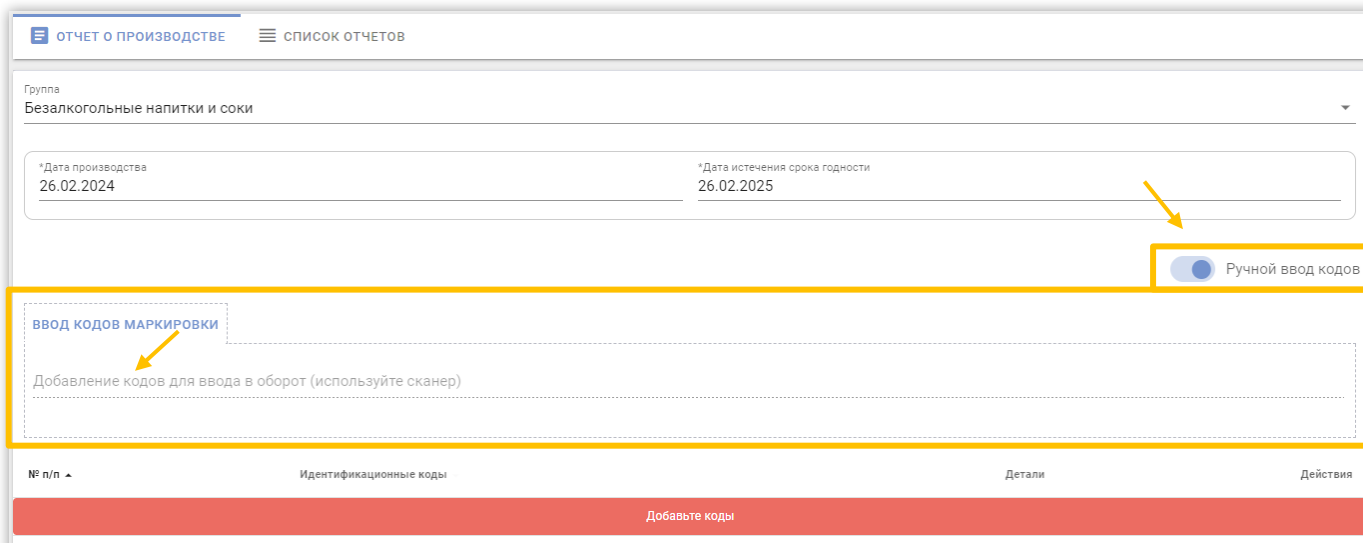 ОТЧЕТ О ПРОИЗВОДСТВЕ СПИСОК ОТЧЕТОВ
Группа
Безалкогольные напитки и соки
*Дата производства *Дата истечения срока годности
26.02.2024 26.02.2025
Ручной ввод кодов
ВВОД КОДОВ МАРКИРОВКИ
Добавление кодов для ввода в оборот (используйте сканер)
№ п/п Идентификационные коды Детали Действия
Добавьте коды